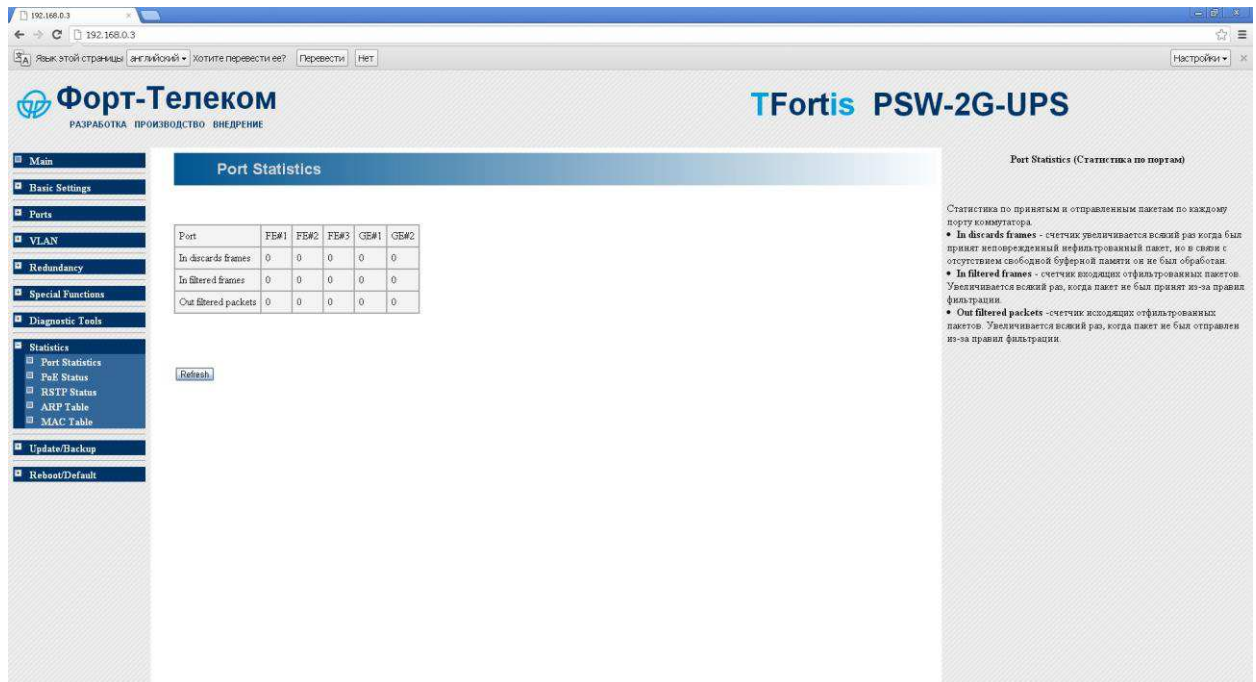 192.168.0.3
192.168.0.3
Язык этой страницы английский Хотите перевести ее? Перевести Нет Настройки
Форт-Телеком
РАЗРАБОТКА ПРОИЗВОДСТВО ВНЕДРЕНИЕ
TFortis PSW-2G-UPS
Main
Basic Settings
Ports
VLAN
Redundancy
Special Functions
Diagnostic Tools
Statistics
Port Statistics
PoE Status
RSTP Status
ARP Table
MAC Table
Update/Backup
Reboot/Default
Port Statistics
Port FE#1 FE#2 FE#3 GE#1 GE#2
In discards frames 0 0 0 0 0
In filtered frames 0 0 0 0 0
Out filtered packets 0 0 0 0 0
Refresh
Port Statistics (Статистика по портам)
Статистика по принятым и отправленным пакетам по каждому
порту коммутатора.
• In discards frames - счетчик увеличивается всякий раз когда был
принят неповрежденный нефильтрованный пакет, но в связи с
отсутствием свободной буферной памяти он не был обработан.
• In filtered frames - счетчик входящих отфильтрованных пакетов.
Увеличивается всякий раз, когда пакет не был принят из-за правил
фильтрации.
• Out filtered packets -счетчик исходящих отфильтрованных
пакетов. Увеличивается всякий раз, когда пакет не был отправлен
из-за правил фильтрации.